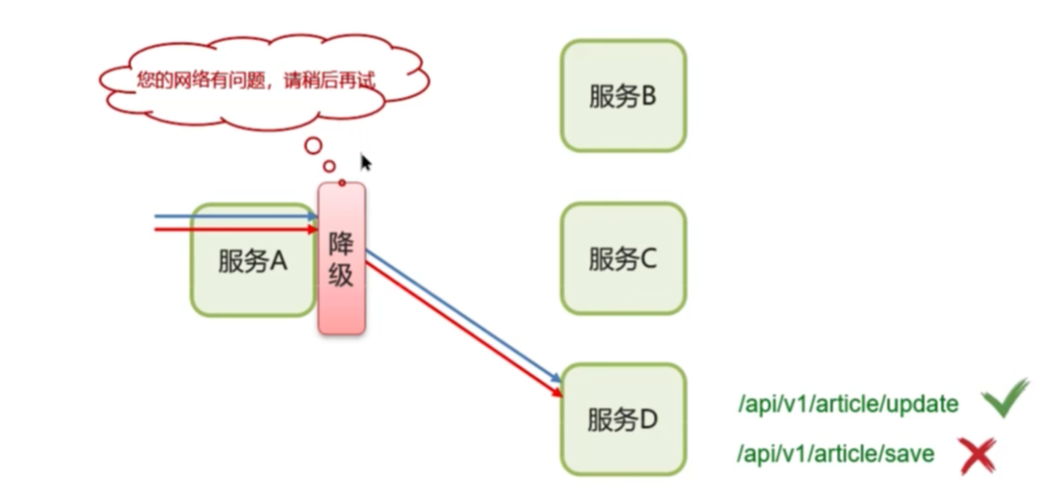 您的网络有问题，请稍后再试
服务B
服务A
降
级
服务C
服务D
/api/v1/article/update
/api/v1/article/save